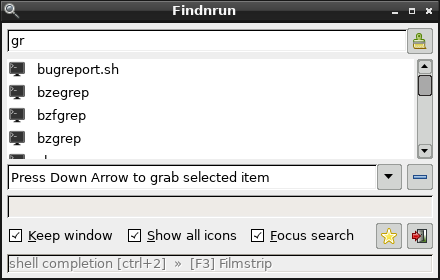 Findnrun
gr
bugreport.sh
bzegrep
bzfgrep
bzgrep
Press Down Arrow to grab selected item
Keep window Show all icons Focus search
shell completion [ctrl+2] » [F3] Filmstrip